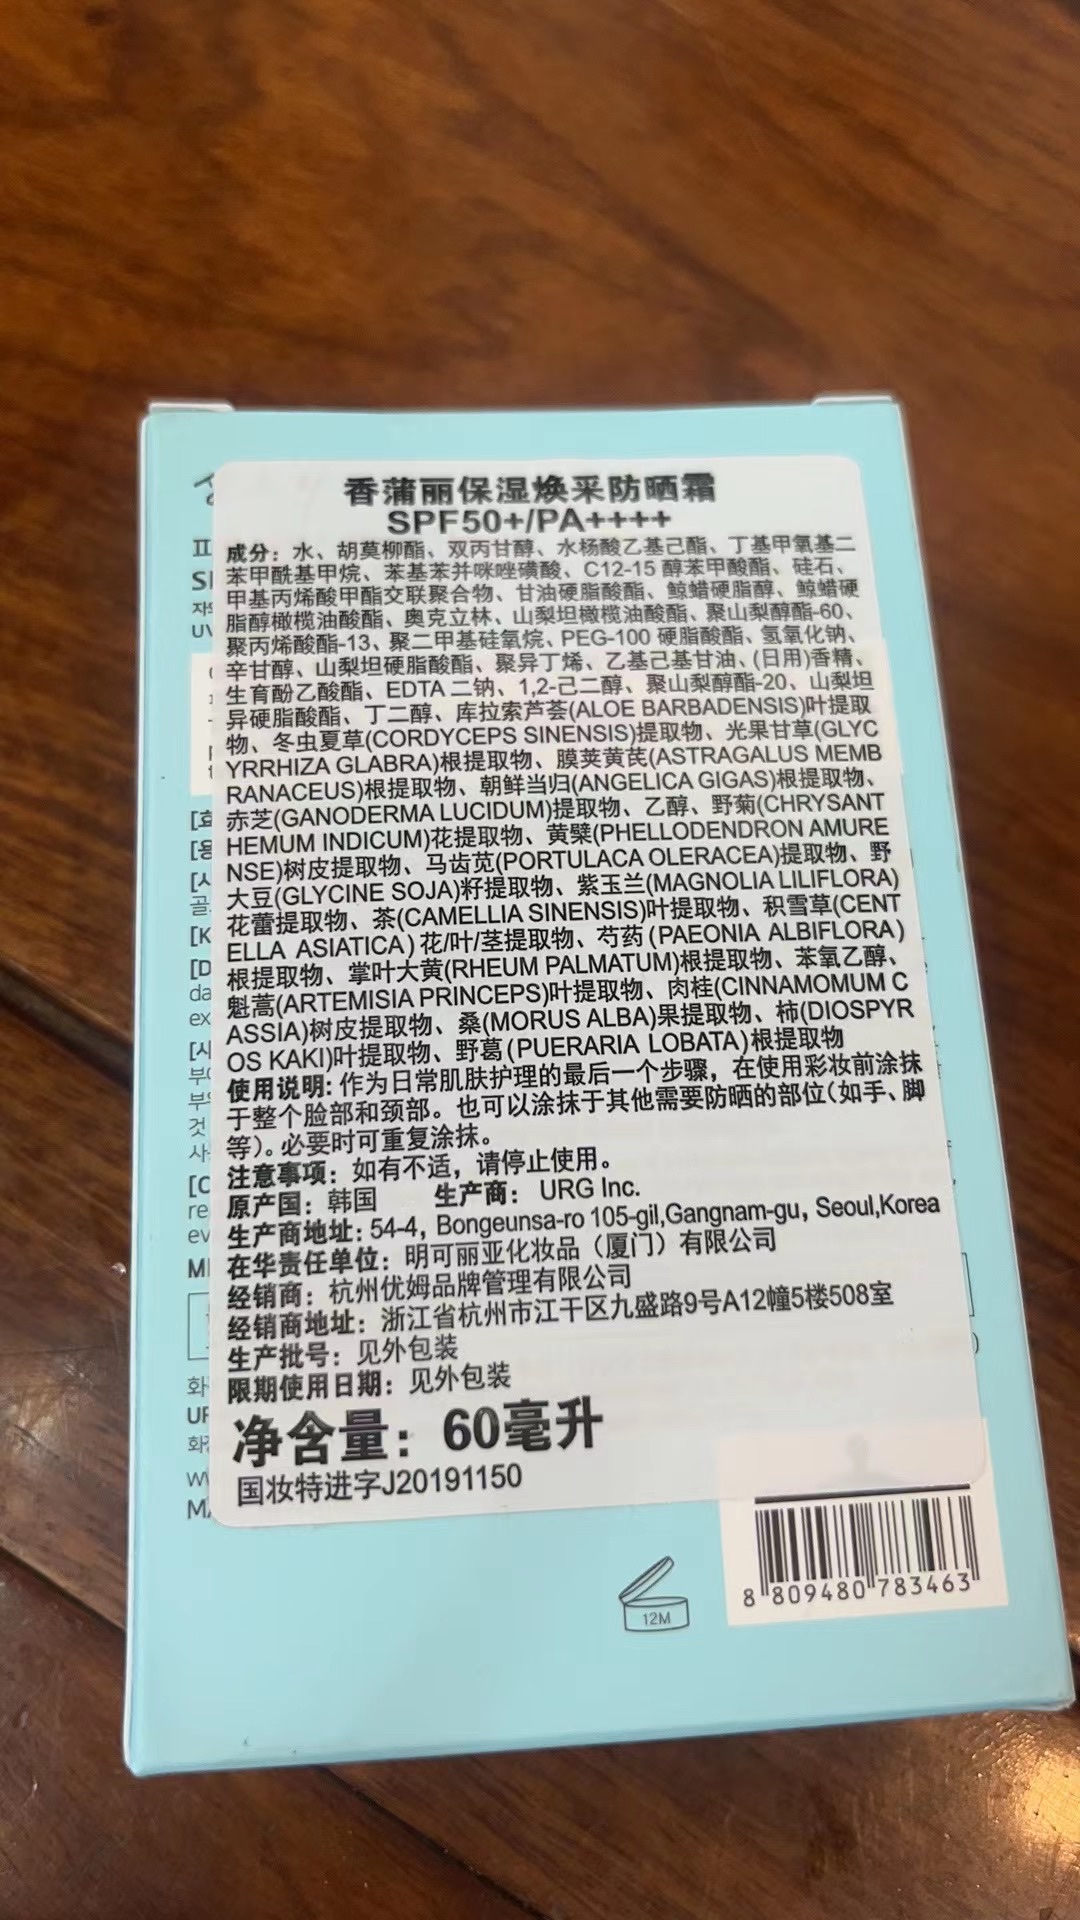 香蒲丽保湿焕采防晒霜
SPF50+/PA++++
成分：水、胡莫柳酯、双丙甘醇、水杨酸乙基己酯、丁基甲氧基二
苯甲酰基甲烷、苯基苯并咪唑磺酸、C12-15 醇苯甲酸酯、硅石、
甲基丙烯酸甲酯交联聚合物、甘油硬脂酸酯、鲸蜡硬脂醇、鲸蜡硬
脂醇橄榄油酸酯、奥克立林、山梨坦橄榄油酸酯、聚山梨醇酯-60、
聚丙烯酸酯-13、聚二甲基硅氧烷、PEG-100 硬脂酸酯、氢氧化钠、
辛甘醇、山梨坦硬脂酸酯、聚异丁烯、乙基己基甘油、(日用)香精、
生育酚乙酸酯、EDTA 二钠、1,2-己二醇、聚山梨醇酯-20、山梨坦
异硬脂酸酯、丁二醇、库拉索芦荟(ALOE BARBADENSIS)叶提取
物、冬虫夏草(CORDYCEPS SINENSIS)提取物、光果甘草(GLYC
YRRHIZA GLABRA)根提取物、膜荚黄芪(ASTRAGALUS MEMB
RANACEUS)根提取物、朝鲜当归(ANGELICA GIGAS)根提取物、
赤芝(GANODERMA LUCIDUM)提取物、乙醇、野菊(CHRYSANT
HEMUM INDICUM)花提取物、黄檗(PHELLODENDRON AMURE
NSE)树皮提取物、马齿苋(PORTULACA OLERACEA)提取物、野
大豆(GLYCINE SOJA)籽提取物、紫玉兰(MAGNOLIA LILIFLORA)
花蕾提取物、茶(CAMELLIA SINENSIS)叶提取物、积雪草(CENT
ELLA ASIATICA)花/叶/茎提取物、芍药(PAEONIA ALBIFLORA)
根提取物、掌叶大黄(RHEUM PALMATUM)根提取物、苯氧乙醇、
魁蒿(ARTEMISIA PRINCEPS)叶提取物、肉桂(CINNAMOMUM C
ASSIA)树皮提取物、桑(MORUS ALBA)果提取物、柿(DIOSPYR
OS KAKI)叶提取物、野葛(PUERARIA LOBATA)根提取物
使用说明: 作为日常肌肤护理的最后一个步骤，在使用彩妆前涂抹
于整个脸部和颈部。也可以涂抹于其他需要防晒的部位(如手、脚
等)。必要时可重复涂抹。
注意事项：如有不适，请停止使用。
原产国：韩国 生产商： URG Inc.
生产商地址: 54-4, Bongeunsa-ro 105-gil,Gangnam-gu, Seoul,Korea
在华责任单位：明可丽亚化妆品（厦门）有限公司
经销商：杭州优姆品牌管理有限公司
经销商地址：浙江省杭州市江干区九盛路9号A12幢5楼508室
生产批号：见外包装
限期使用日期：见外包装
净含量：60毫升
国妆特进字J20191150
12M
8 809480 783463